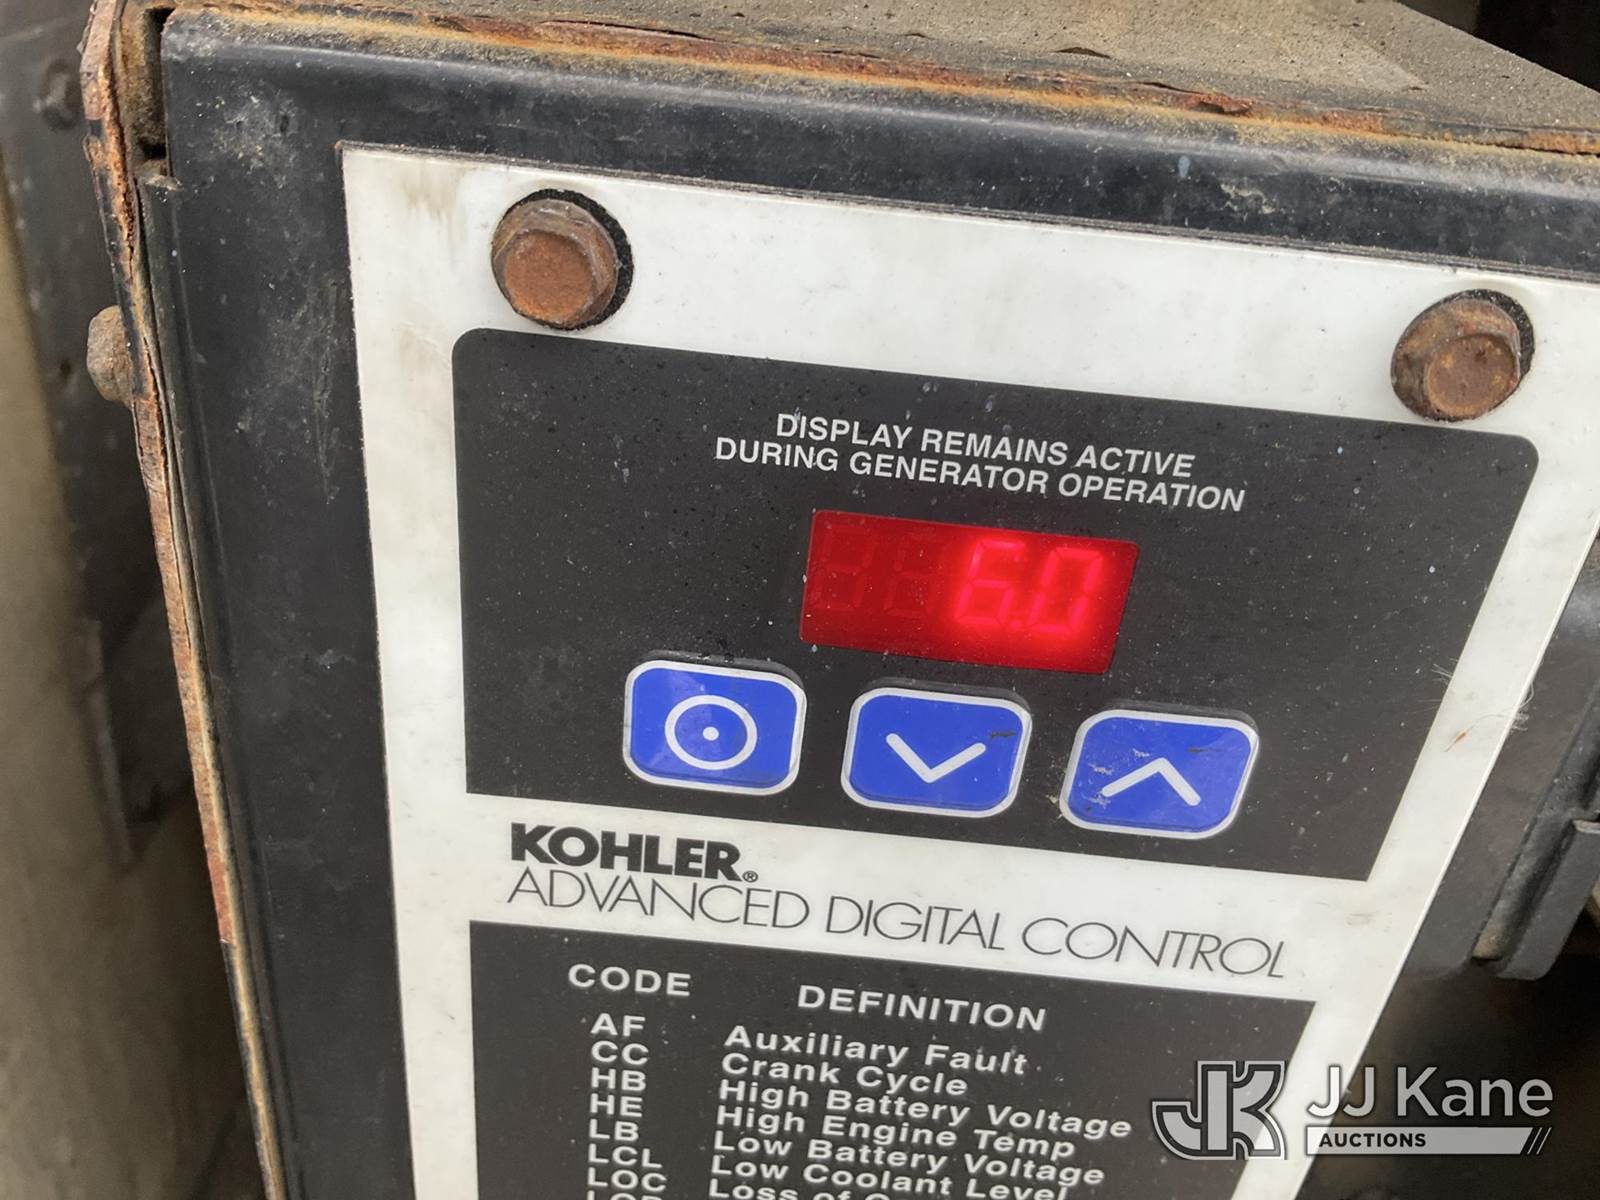 DISPLAY REMAINS ACTIVE
DURING GENERATOR OPERATION
6.0
KOHLER®
ADVANCED DIGITAL CONTROL
CODE DEFINITION
AF Auxiliary Fault
CC Crank Cycle
HB High Battery Voltage
HE High Engine Temp
LB Low Battery Voltage
LCL Low Coolant Level
LOC Loss of
JK JJ Kane
AUCTIONS